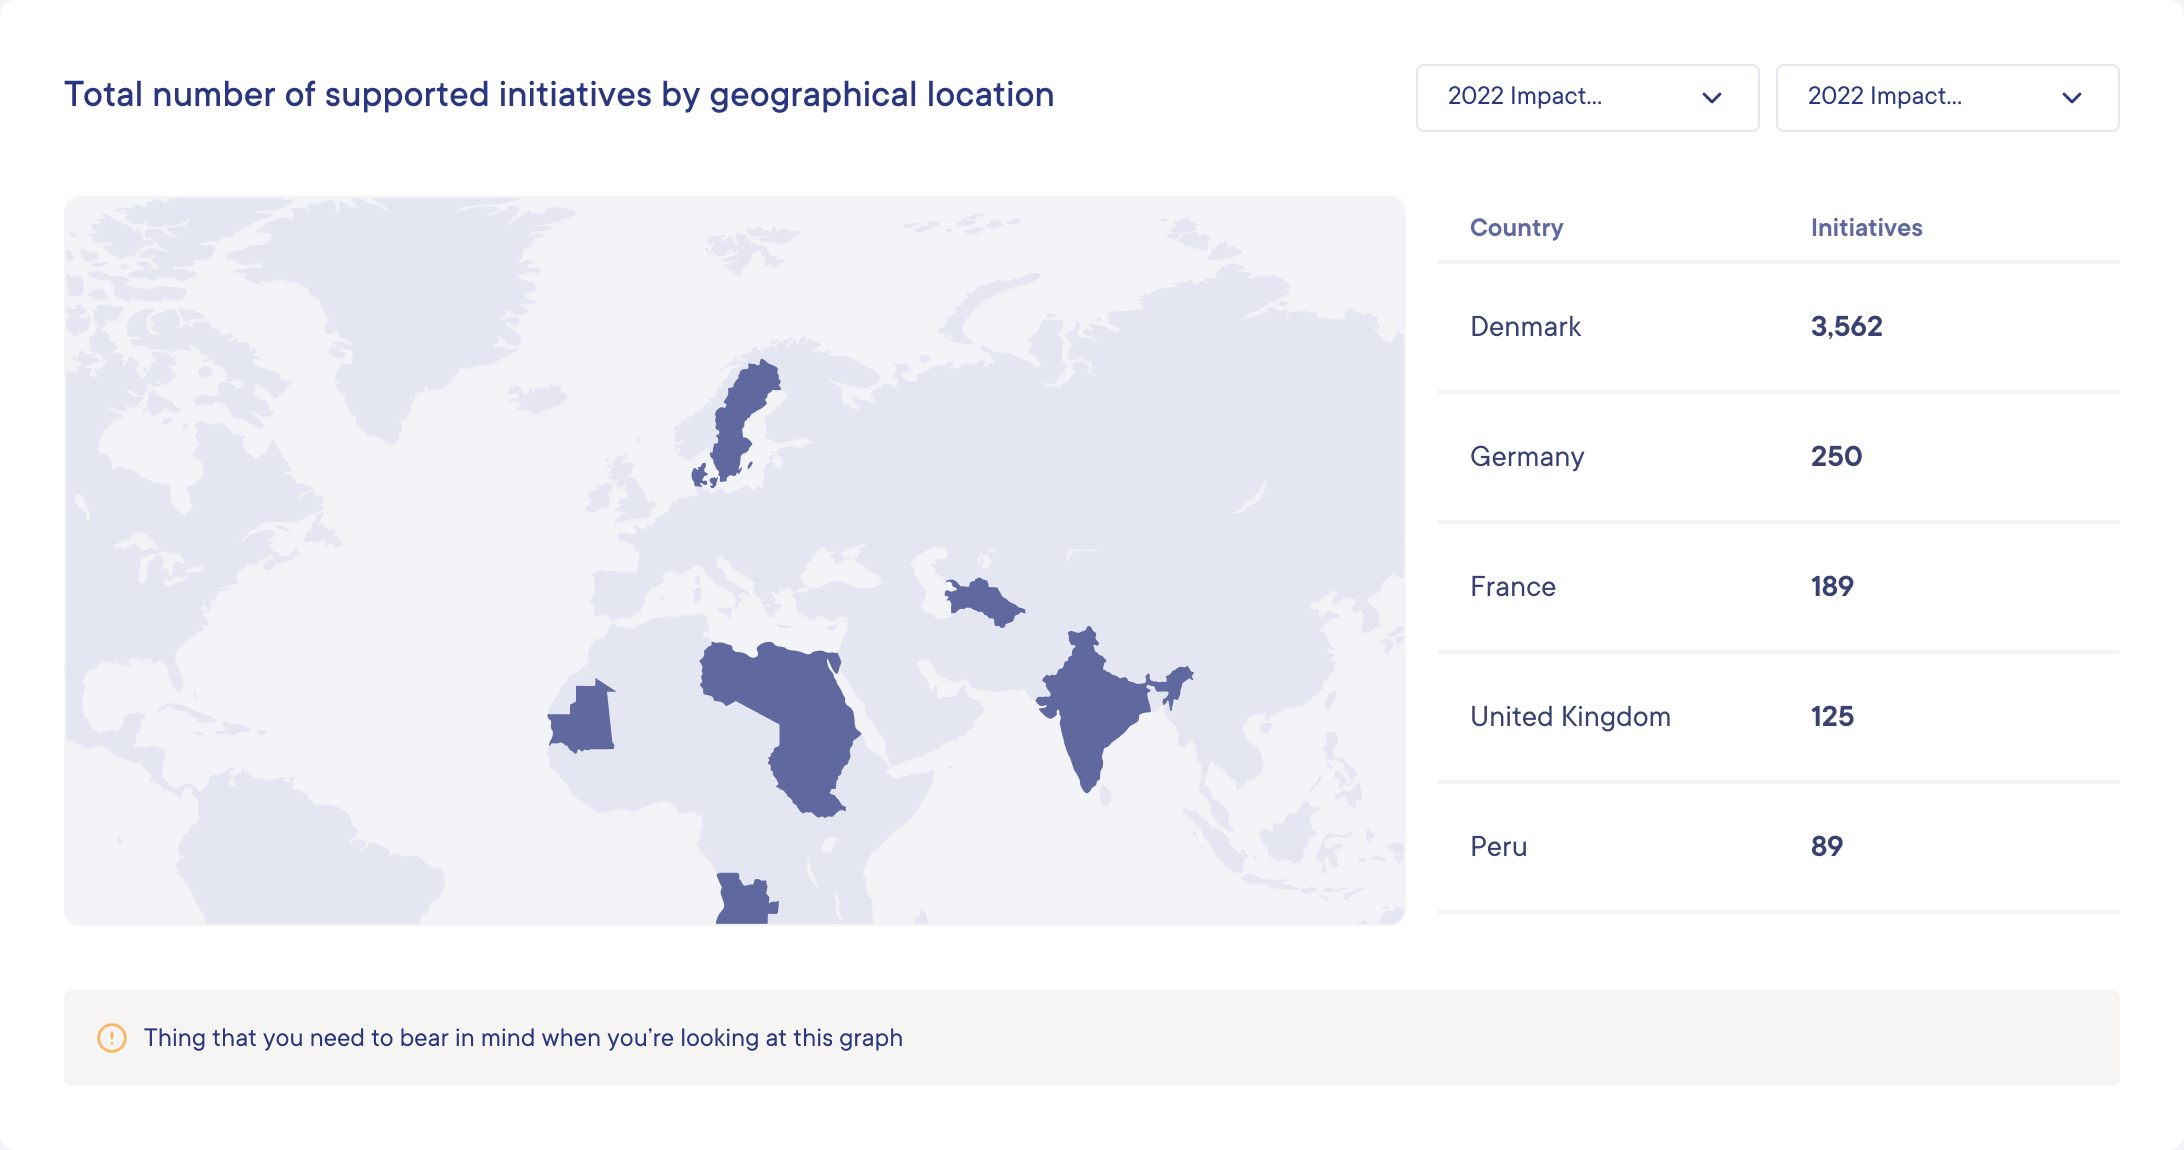 Total number of supported initiatives by geographical location
2022 Impact...
2022 Impact...
Country Initiatives
Denmark 3,562
Germany 250
France 189
United Kingdom 125
Peru 89
Thing that you need to bear in mind when you’re looking at this graph